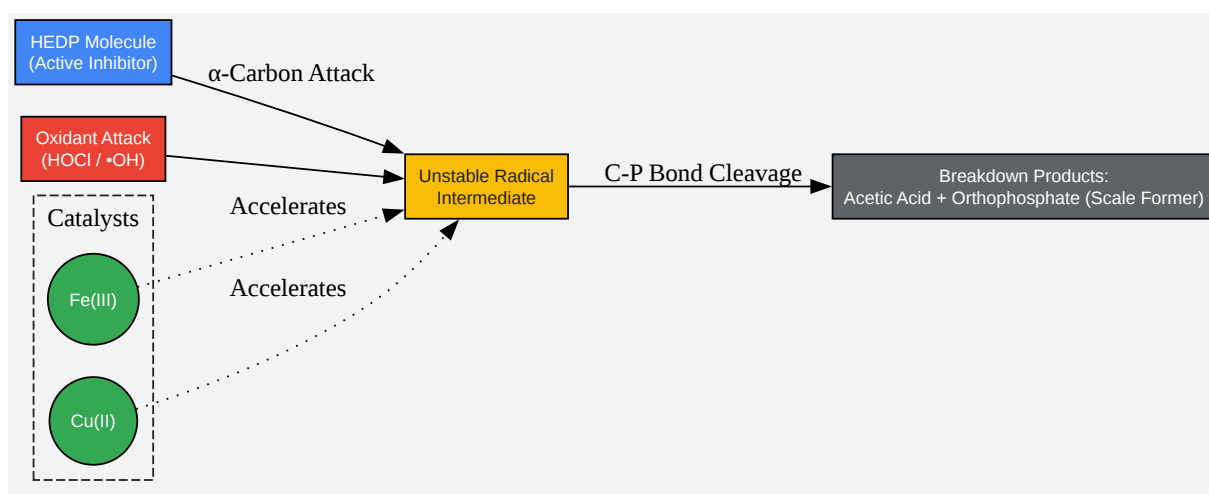 HEDP Molecule
(Active Inhibitor)
α-Carbon Attack
Oxidant Attack
(HOCl / •OH)
Unstable Radical
Intermediate
C-P Bond Cleavage
Breakdown Products:
Acetic Acid + Orthophosphate (Scale Former)
Catalysts
Accelerates
Fe(III)
Accelerates
Cu(II)